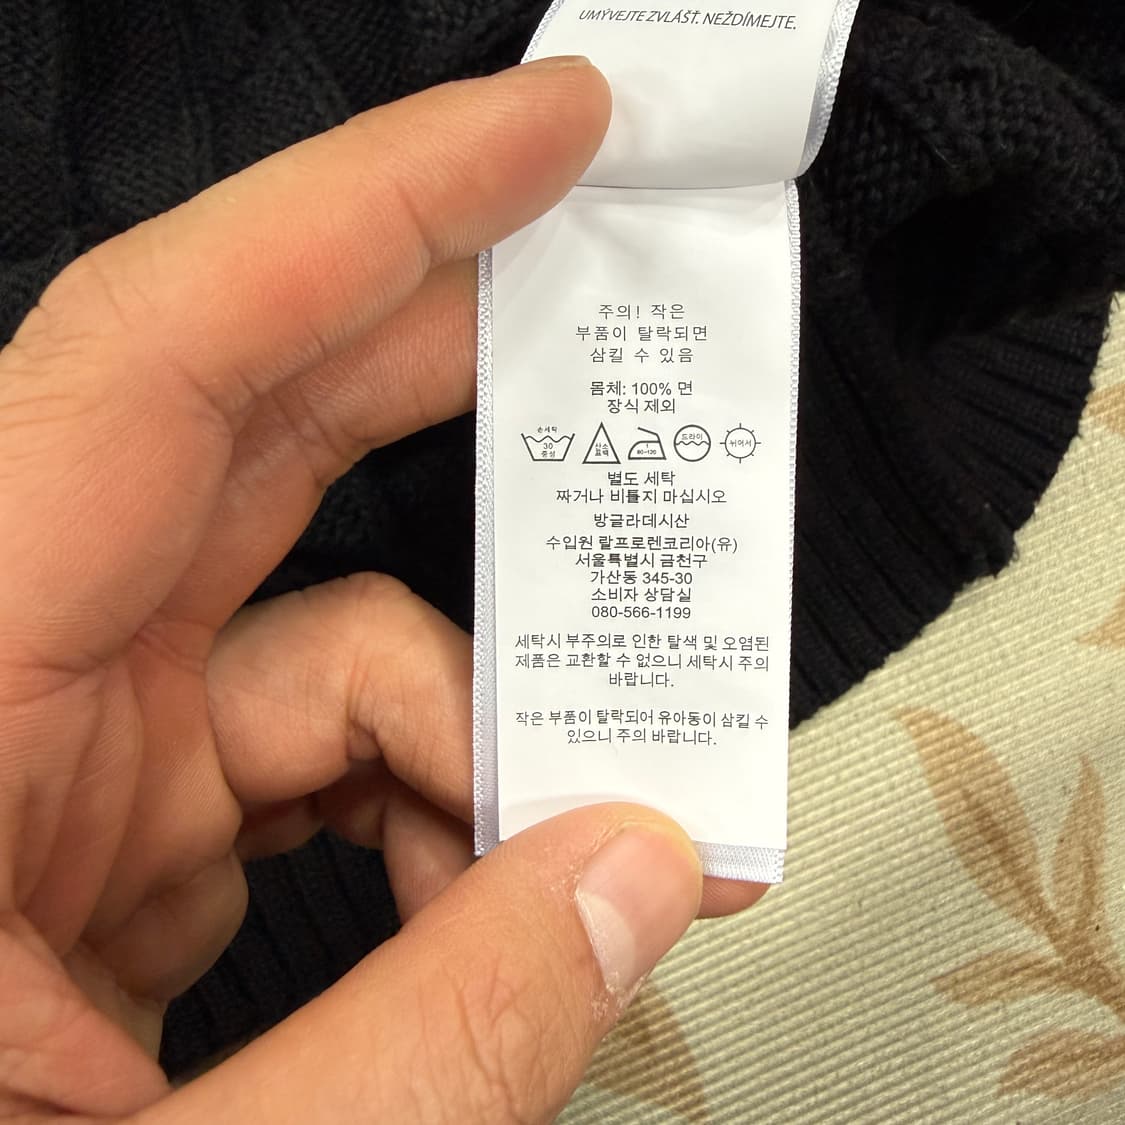 UMÝVEJTE ZVLÁŠŤ. NEŽDÍMEJTE.
주의! 작은
부품이 탈락되면
삼킬 수 있음
몸체: 100% 면
장식 제외
손세탁
30
중성
산소
표백
1
80~120
드라이
뉘어서
별도 세탁
짜거나 비틀지 마십시오
방글라데시산
수입원 랄프로렌코리아(유)
서울특별시 금천구
가산동 345-30
소비자 상담실
080-566-1199
세탁시 부주의로 인한 탈색 및 오염된
제품은 교환할 수 없으니 세탁시 주의
바랍니다.
작은 부품이 탈락되어 유아동이 삼킬 수
있으니 주의 바랍니다.